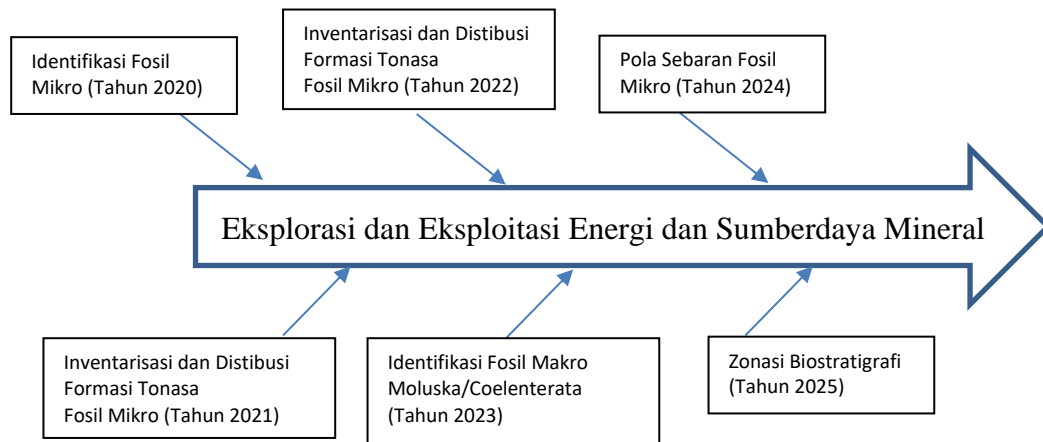 Identifikasi Fosil
Mikro (Tahun 2020)
Inventarisasi dan Distibusi
Formasi Tonasa
Fosil Mikro (Tahun 2022)
Pola Sebaran Fosil
Mikro (Tahun 2024)
Eksplorasi dan Eksploitasi Energi dan Sumberdaya Mineral
Inventarisasi dan Distibusi
Formasi Tonasa
Fosil Mikro (Tahun 2021)
Identifikasi Fosil Makro
Moluska/Coelenterata
(Tahun 2023)
Zonasi Biostratigrafi
(Tahun 2025)